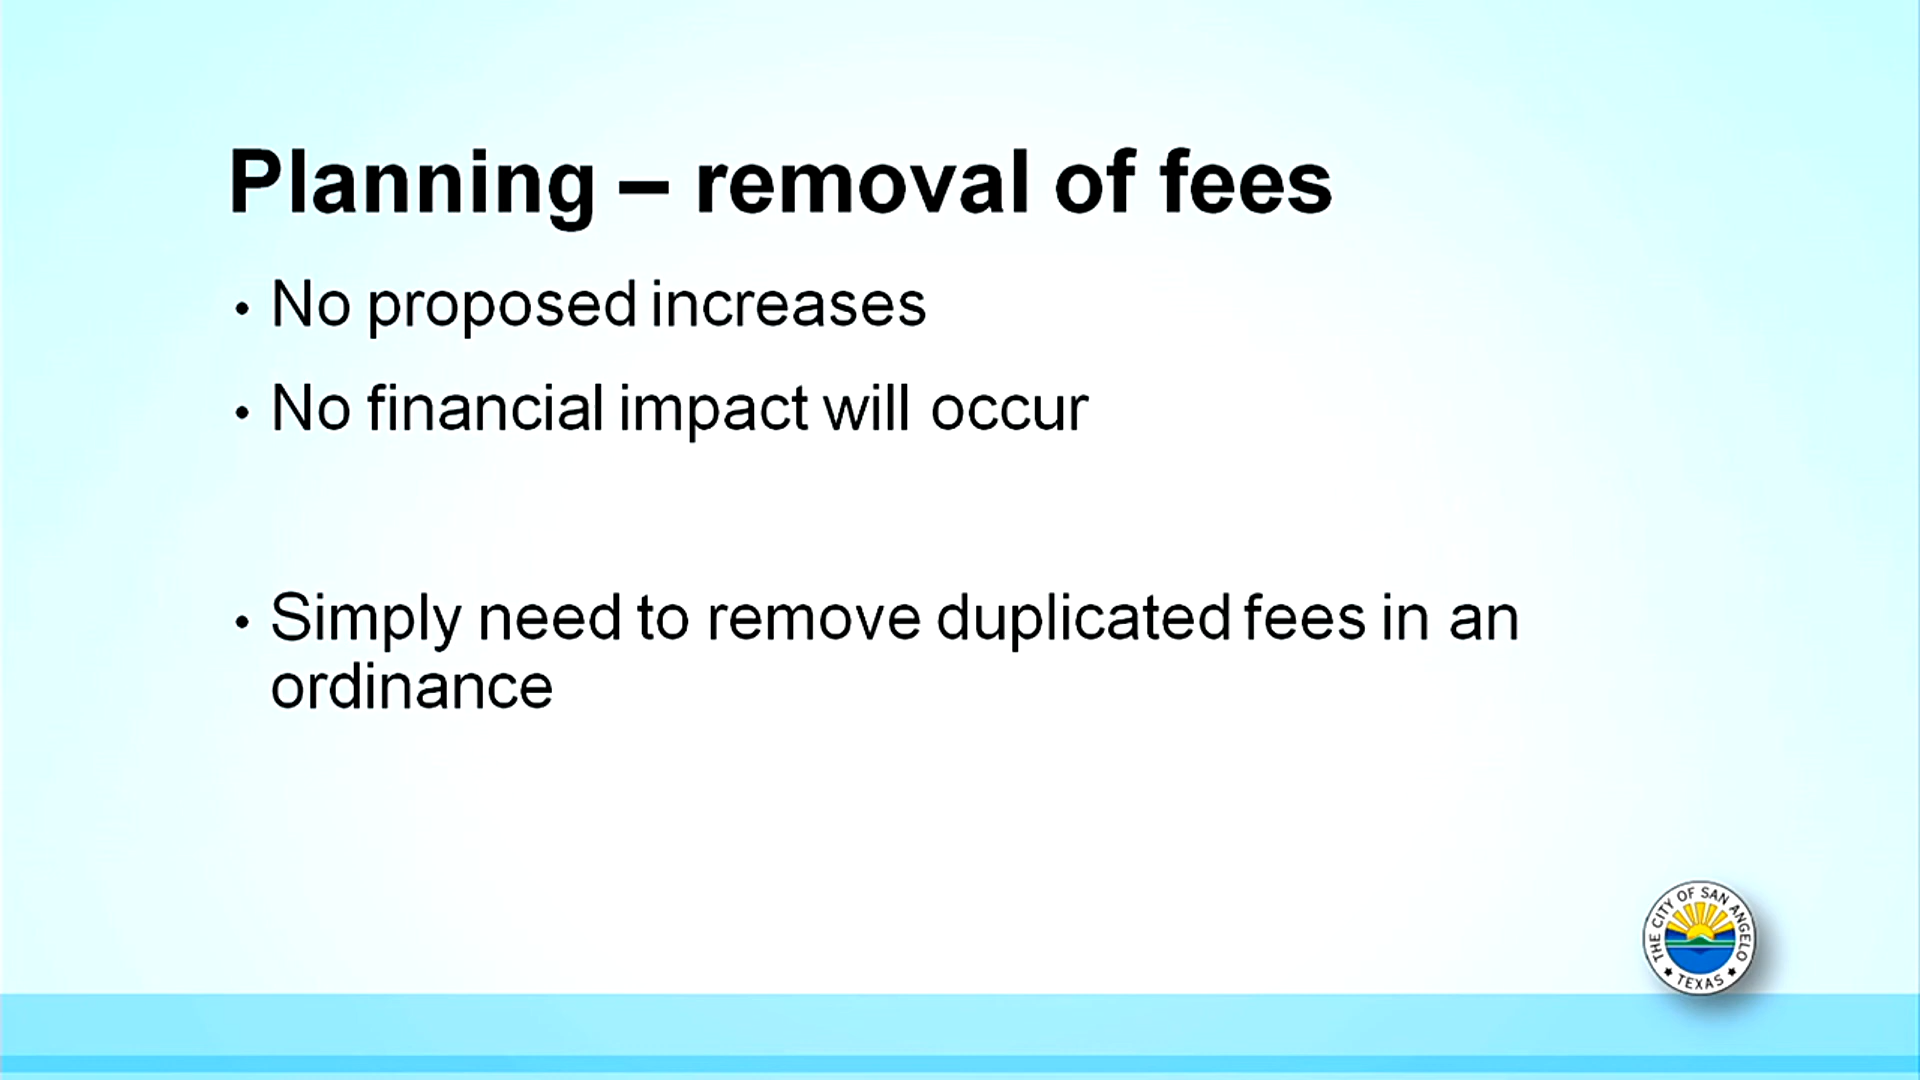 Planning – removal of fees
• No proposed increases
• No financial impact will occur
• Simply need to remove duplicated fees in an
ordinance
THE CITY OF SAN ANGELO
★ TEXAS ★